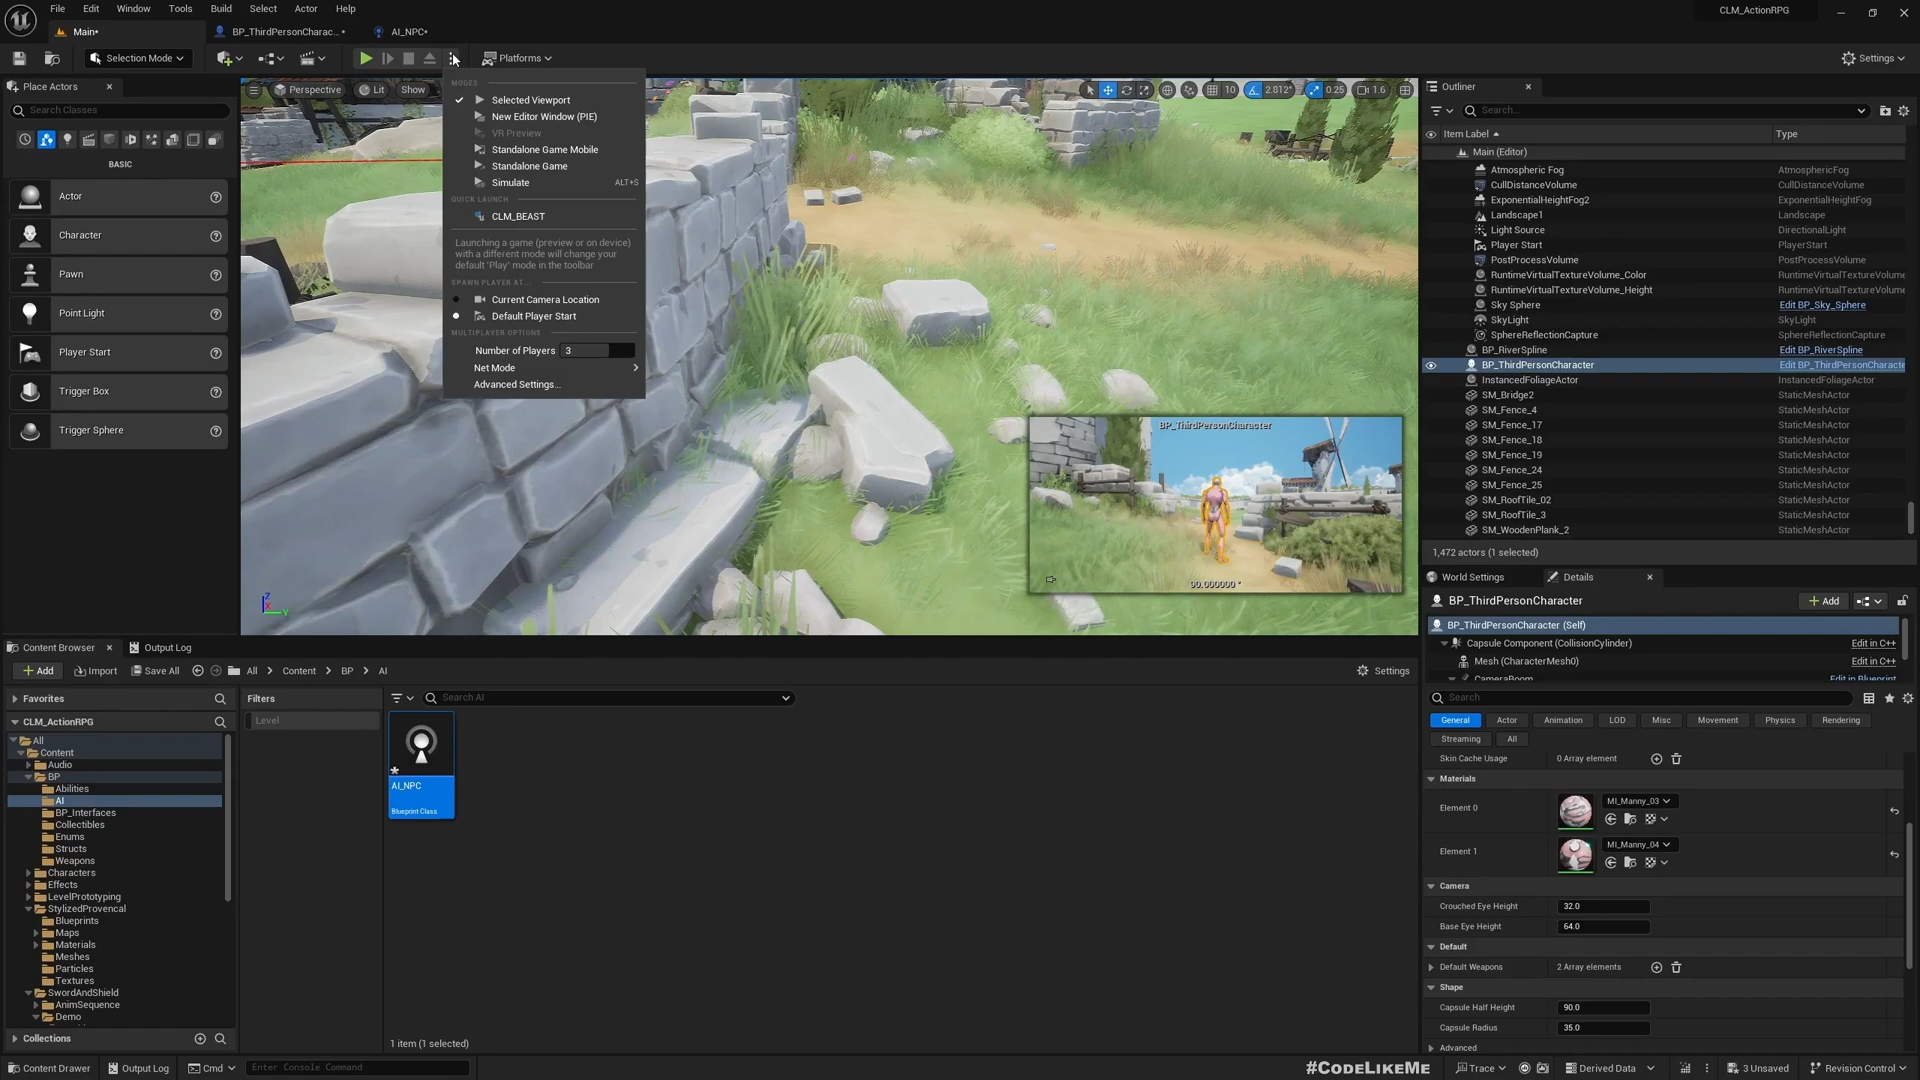 File Edit Window Tools Build Select Actor Help
CLM_ActionRPG
Main•
BP_ThirdPersonCharac...•
AI_NPC•
Selection Mode
Platforms
Settings
Place Actors
Search Classes
BASIC
Actor
Character
Pawn
Point Light
Player Start
Trigger Box
Trigger Sphere
Perspective
Lit
Show
MODES
Selected Viewport
New Editor Window (PIE)
VR Preview
Standalone Game Mobile
Standalone Game
Simulate ALT+S
QUICK LAUNCH
CLM_BEAST
Launching a game (preview or on device)
with a different mode will change your
default 'Play' mode in the toolbar
SPAWN PLAYER AT...
Current Camera Location
Default Player Start
MULTIPLAYER OPTIONS
Number of Players 3
Net Mode
Advanced Settings...
10
2.812°
0.25
1.6
BP_ThirdPersonCharacter
90.000000 °
Z
X
Y
Outliner
Search...
Item Label
Type
Main (Editor)
AtmosphericFog AtmosphericFog
CullDistanceVolume CullDistanceVolume
ExponentialHeightFog2 ExponentialHeightFog
Landscape1 Landscape
Light Source DirectionalLight
Player Start PlayerStart
PostProcessVolume PostProcessVolume
RuntimeVirtualTextureVolume_Color RuntimeVirtualTextureVolume
RuntimeVirtualTextureVolume_Height RuntimeVirtualTextureVolume
Sky Sphere Edit BP_Sky_Sphere
SkyLight SkyLight
SphereReflectionCapture SphereReflectionCapture
BP_RiverSpline Edit BP_RiverSpline
BP_ThirdPersonCharacter Edit BP_ThirdPersonCharacte
InstancedFoliageActor InstancedFoliageActor
SM_Bridge2 StaticMeshActor
SM_Fence_4 StaticMeshActor
SM_Fence_17 StaticMeshActor
SM_Fence_18 StaticMeshActor
SM_Fence_19 StaticMeshActor
SM_Fence_24 StaticMeshActor
SM_Fence_25 StaticMeshActor
SM_RoofTile_02 StaticMeshActor
SM_RoofTile_3 StaticMeshActor
SM_WoodenPlank_2 StaticMeshActor
1,472 actors (1 selected)
World Settings
Details
BP_ThirdPersonCharacter
Add
BP_ThirdPersonCharacter (Self)
Capsule Component (CollisionCylinder) Edit in C++
Mesh (CharacterMesh0) Edit in C++
CameraBoom Edit in Blueprint
Search
General Actor Animation LOD Misc Movement Physics Rendering
Streaming All
Skin Cache Usage 0 Array element
Materials
Element 0 MI_Manny_03
Element 1 MI_Manny_04
Camera
Crouched Eye Height 32.0
Base Eye Height 64.0
Default
Default Weapons 2 Array elements
Shape
Capsule Half Height 90.0
Capsule Radius 35.0
Advanced
Content Browser
Output Log
Add
Import
Save All
All
Content
BP
AI
Settings
Favorites
CLM_ActionRPG
All
Content
Audio
BP
Abilities
AI
BP_Interfaces
Collectibles
Enums
Structs
Weapons
Characters
Effects
LevelPrototyping
StylizedProvencal
Blueprints
Maps
Materials
Meshes
Particles
Textures
SwordAndShield
AnimSequence
Demo
Collections
Filters
Level
Search AI
AI_NPC
Blueprint Class
1 item (1 selected)
Content Drawer
Output Log
Cmd
Enter Console Command
#CODELIKEME
Trace
Derived Data
3 Unsaved
Revision Control